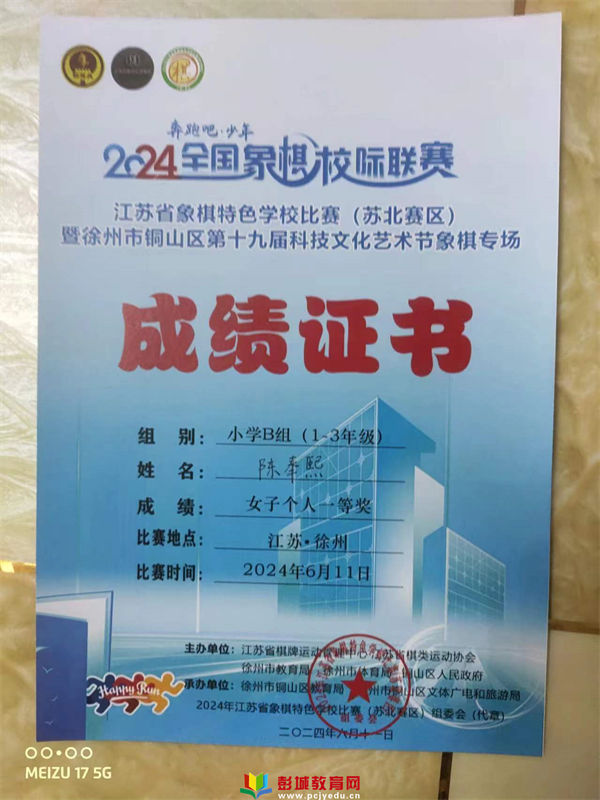 奔跑吧·少年
2024全国象棋校际联赛
江苏省象棋特色学校比赛（苏北赛区）
暨徐州市铜山区第十九届科技文化艺术节象棋专场
成绩证书
组 别： 小学B组（1-3年级）
姓 名： 陈奉熙
成 绩： 女子个人一等奖
比赛地点： 江苏·徐州
比赛时间： 2024年6月11日
主办单位：江苏省棋牌运动管理中心 江苏省棋类运动协会
徐州市教育局 徐州市体育局 铜山区人民政府
承办单位：徐州市铜山区教育局 徐州市铜山区文体广电和旅游局
2024年江苏省象棋特色学校比赛（苏北赛区）组委会（代章）
二〇二四年六月十一日
Happy Run
MEIZU 17 5G
彭城教育网
www.pcjyedu.cn